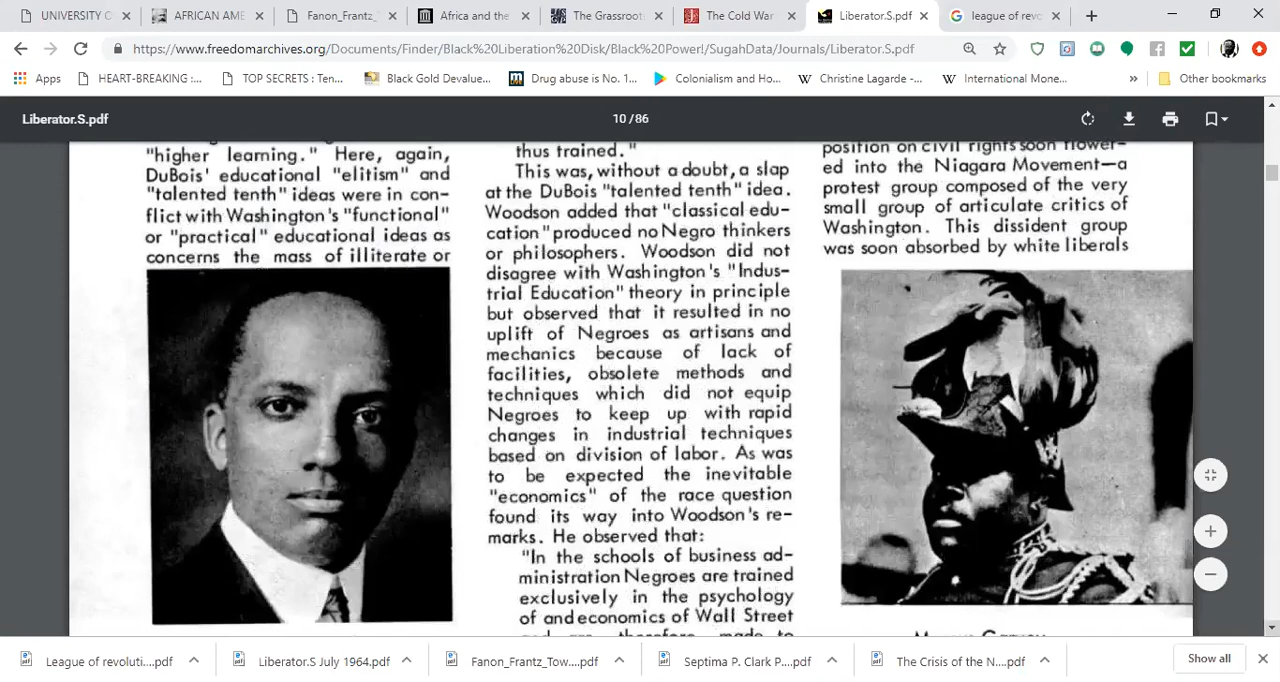 UNIVERSITY C
AFRICAN AME
Fanon_Frantz_
Africa and the
The Grassroot
The Cold War
Liberator.S.pdf
league of revo
https://www.freedomarchives.org/Documents/Finder/Black%20Liberation%20Disk/Black%20Power!/SugahData/Journals/Liberator.S.pdf
Apps
HEART-BREAKING :...
TOP SECRETS : Ten...
Black Gold Devalue...
Drug abuse is No. 1...
Colonialism and Ho...
Christine Lagarde -...
International Mone...
»
Other bookmarks
Liberator.S.pdf
10 / 86
"higher learning." Here, again,
DuBois' educational "elitism" and
"talented tenth" ideas were in con-
flict with Washington's "functional"
or "practical" educational ideas as
concerns the mass of illiterate or
thus trained."
This was, without a doubt, a slap
at the DuBois "talented tenth" idea.
Woodson added that "classical edu-
cation" produced no Negro thinkers
or philosophers. Woodson did not
disagree with Washington's "Indus-
trial Education" theory in principle
but observed that it resulted in no
uplift of Negroes as artisans and
mechanics because of lack of
facilities, obsolete methods and
techniques which did not equip
Negroes to keep up with rapid
changes in industrial techniques
based on division of labor. As was
to be expected the inevitable
"economics" of the race question
found its way into Woodson's re-
marks. He observed that:
"In the schools of business ad-
ministration Negroes are trained
exclusively in the psychology
of and economics of Wall Street
and are, therefore, made to
position on civil rights soon flower-
ed into the Niagara Movement—a
protest group composed of the very
small group of articulate critics of
Washington. This dissident group
was soon absorbed by white liberals
Marcus Garvey
League of revoluti....pdf
Liberator.S July 1964.pdf
Fanon_Frantz_Tow....pdf
Septima P. Clark P....pdf
The Crisis of the N....pdf
Show all